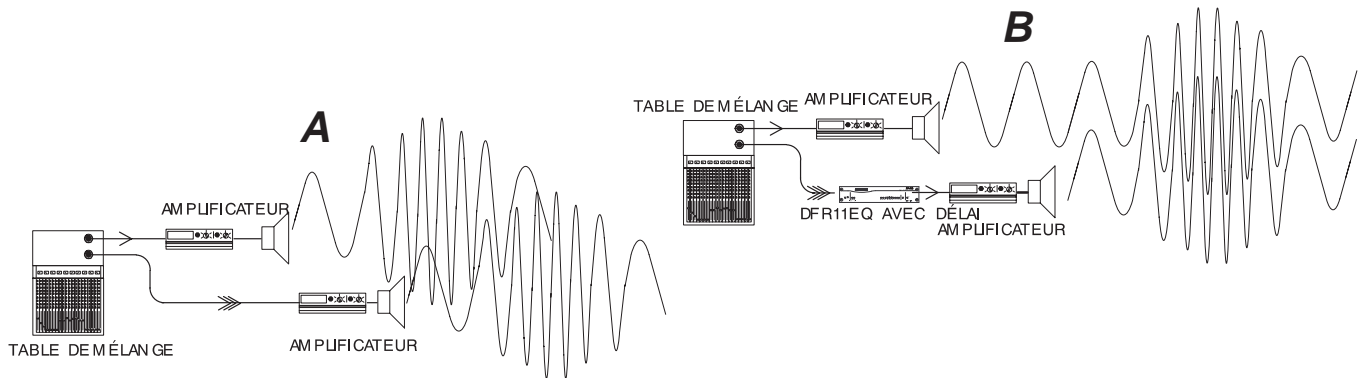 A
AMPLIFICATEUR
TABLE DE MÉLANGE
AMPLIFICATEUR
B
TABLE DE MÉLANGE
AMPLIFICATEUR
DFR11EQ AVEC DÉLAI
AMPLIFICATEUR